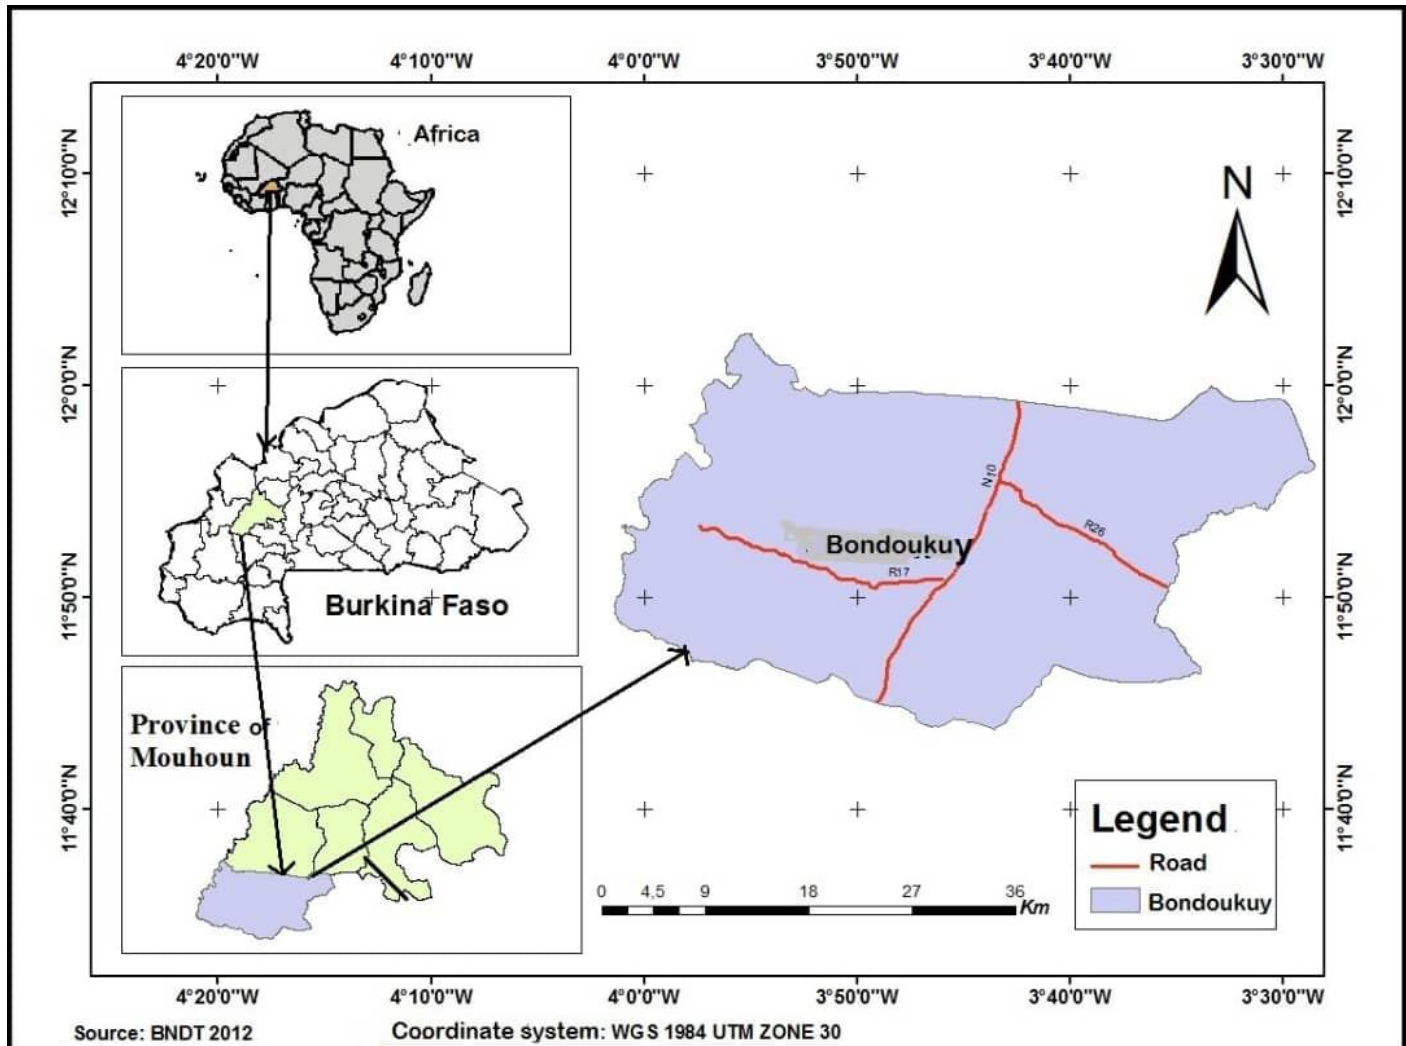 4°20'0"W 4°10'0"W 4°0'0"W 3°50'0"W 3°40'0"W 3°30'0"W
12°10'0"N
12°0'0"N
11°50'0"N
11°40'0"N
Africa
Burkina Faso
Province of
Mouhoun
N
N10
R26
Bondoukuy
R17
12°10'0"N
12°0'0"N
11°50'0"N
11°40'0"N
Legend
Road
Bondoukuy
0 4,5 9 18 27 36
Km
4°20'0"W 4°10'0"W 4°0'0"W 3°50'0"W 3°40'0"W 3°30'0"W
Source: BNDT 2012 Coordinate system: WGS 1984 UTM ZONE 30